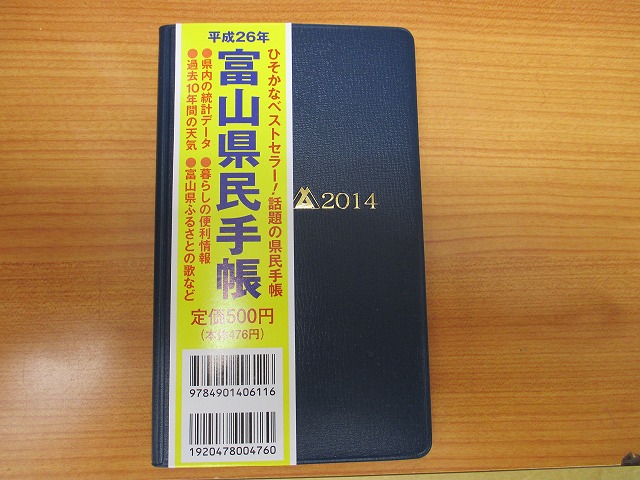 平成26年
ひそかなベストセラー!話題の県民手帳
富山県民手帳
●県内の統計データ ●暮らしの便利情報
●過去10年間の天気 ●富山県ふるさとの歌など
定価500円
(本体476円)
9784901406116
1920478004760
2014